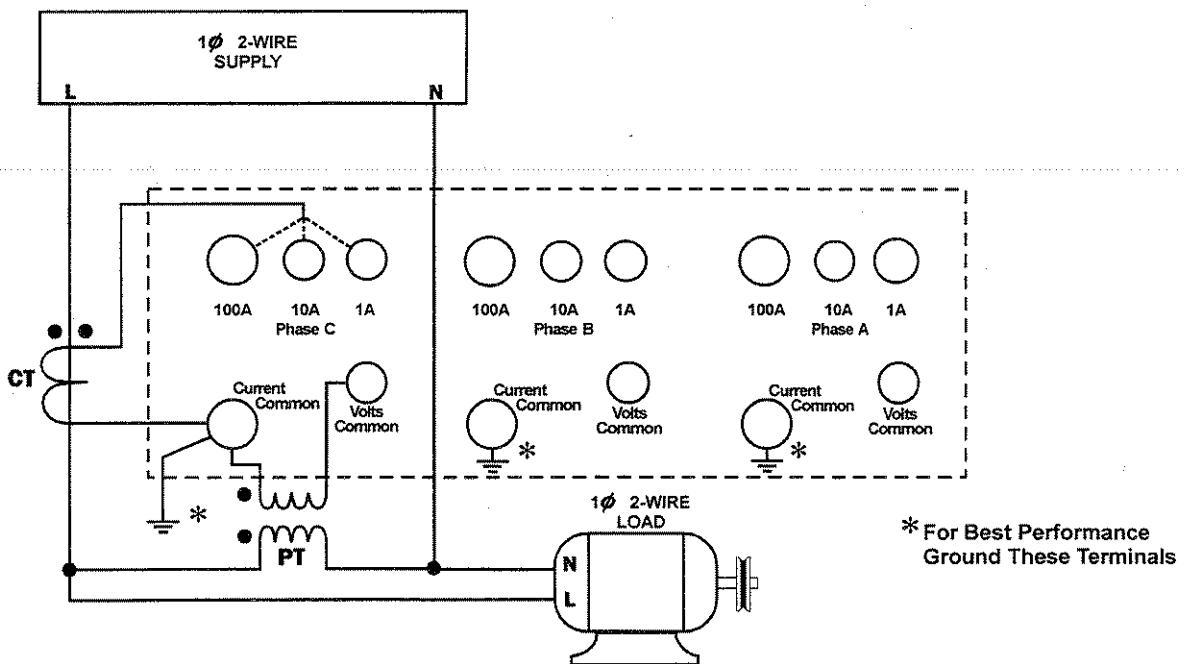 1ϕ 2-WIRE
SUPPLY
L N
100A 10A 1A
Phase C
100A 10A 1A
Phase B
100A 10A 1A
Phase A
CT
Current
Common
Volts
Common
Current
Common
Volts
Common
Current
Common
Volts
Common
*
*
*
PT
1ϕ 2-WIRE
LOAD
N
L
* For Best Performance
Ground These Terminals